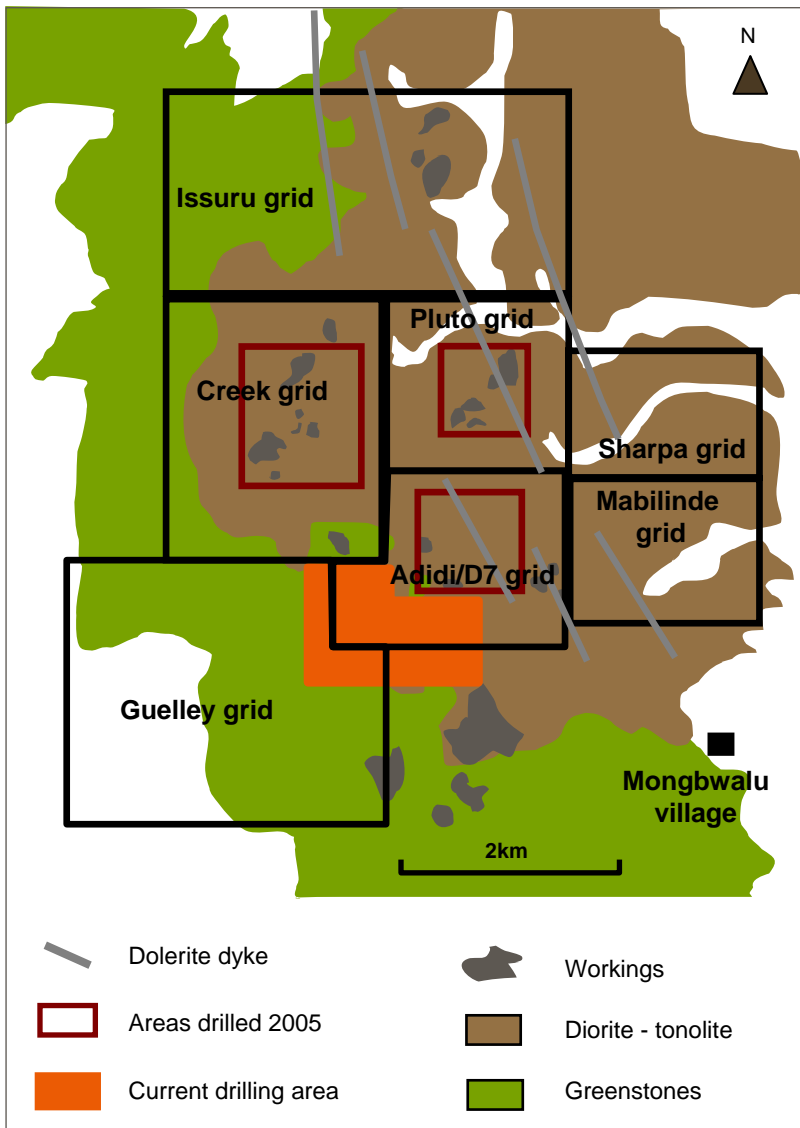 N
Issuru grid
Pluto grid
Creek grid
Sharpa grid
Mabilinde
grid
Adidi/D7 grid
Guelley grid
Mongbwalu
village
2km
Dolerite dyke
Workings
Areas drilled 2005
Diorite - tonolite
Current drilling area
Greenstones